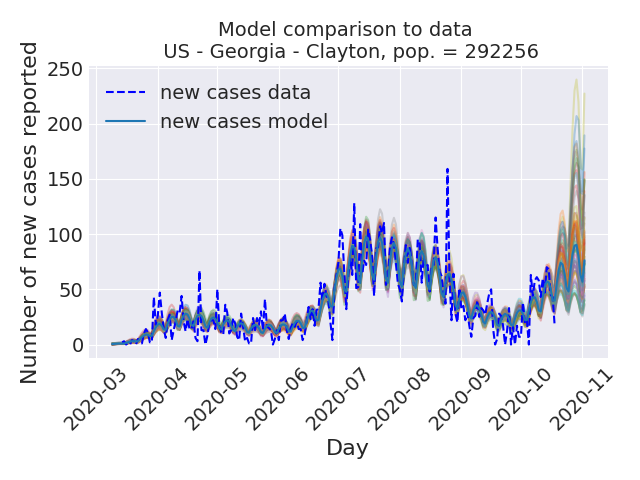 Model comparison to data
US - Georgia - Clayton, pop. = 292256
Number of new cases reported
250
200
150
100
50
0
new cases data
new cases model
2020-03
2020-04
2020-05
2020-06
2020-07
2020-08
2020-09
2020-10
2020-11
Day